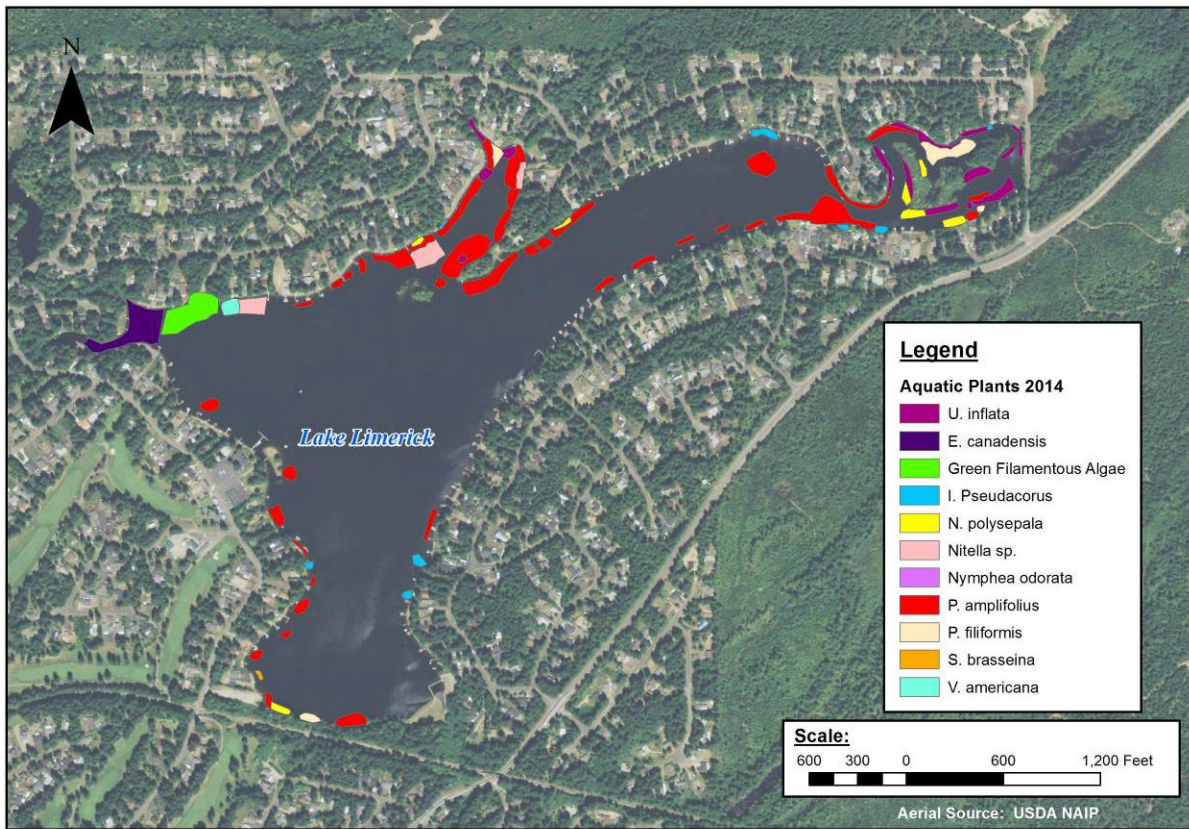 N
Lake Limerick
Legend
Aquatic Plants 2014
U. inflata
E. canadensis
Green Filamentous Algae
I. Pseudacorus
N. polysepala
Nitella sp.
Nymphea odorata
P. amplifolius
P. filiformis
S. brasseina
V. americana
Scale:
600 300 0 600 1,200 Feet
Aerial Source: USDA NAIP